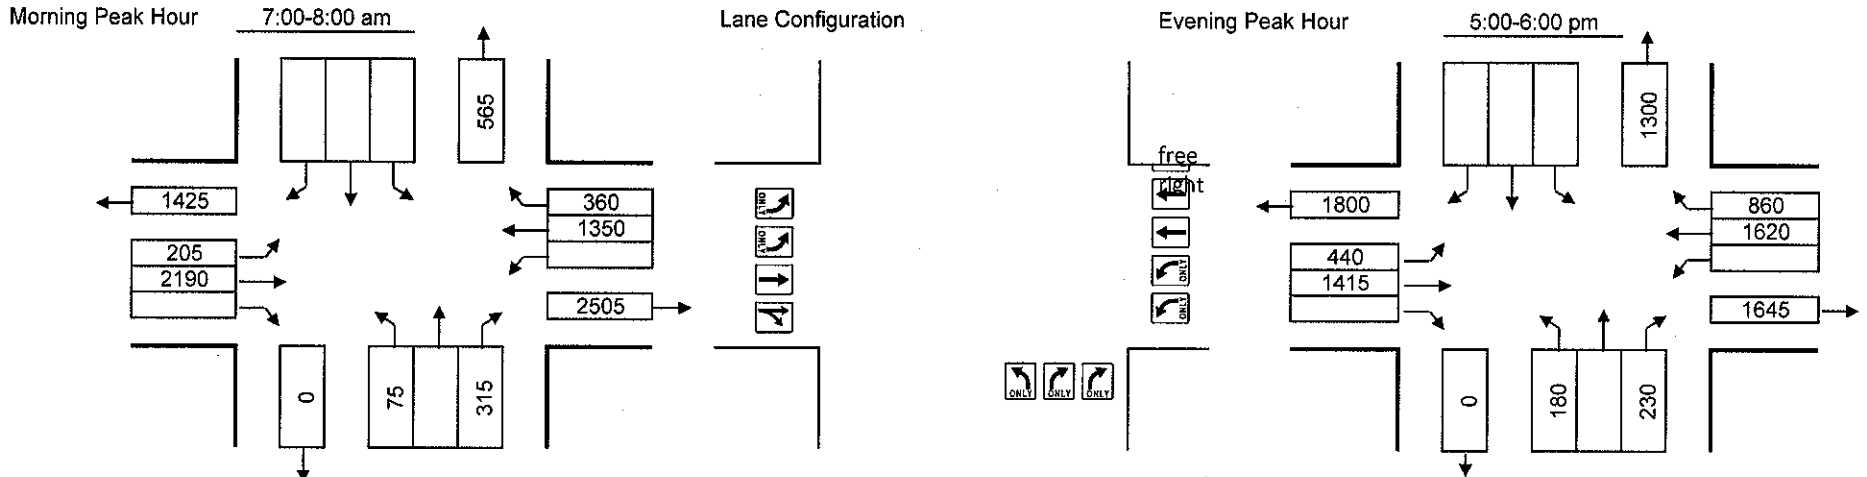 Morning Peak Hour 7:00-8:00 am
Lane Configuration
Evening Peak Hour 5:00-6:00 pm
565
1425
360
1350
205
2190
2505
0
75
315
ONLY
ONLY
free
right
ONLY
ONLY
ONLY
ONLY
ONLY
1300
1800
860
1620
440
1415
1645
0
180
230